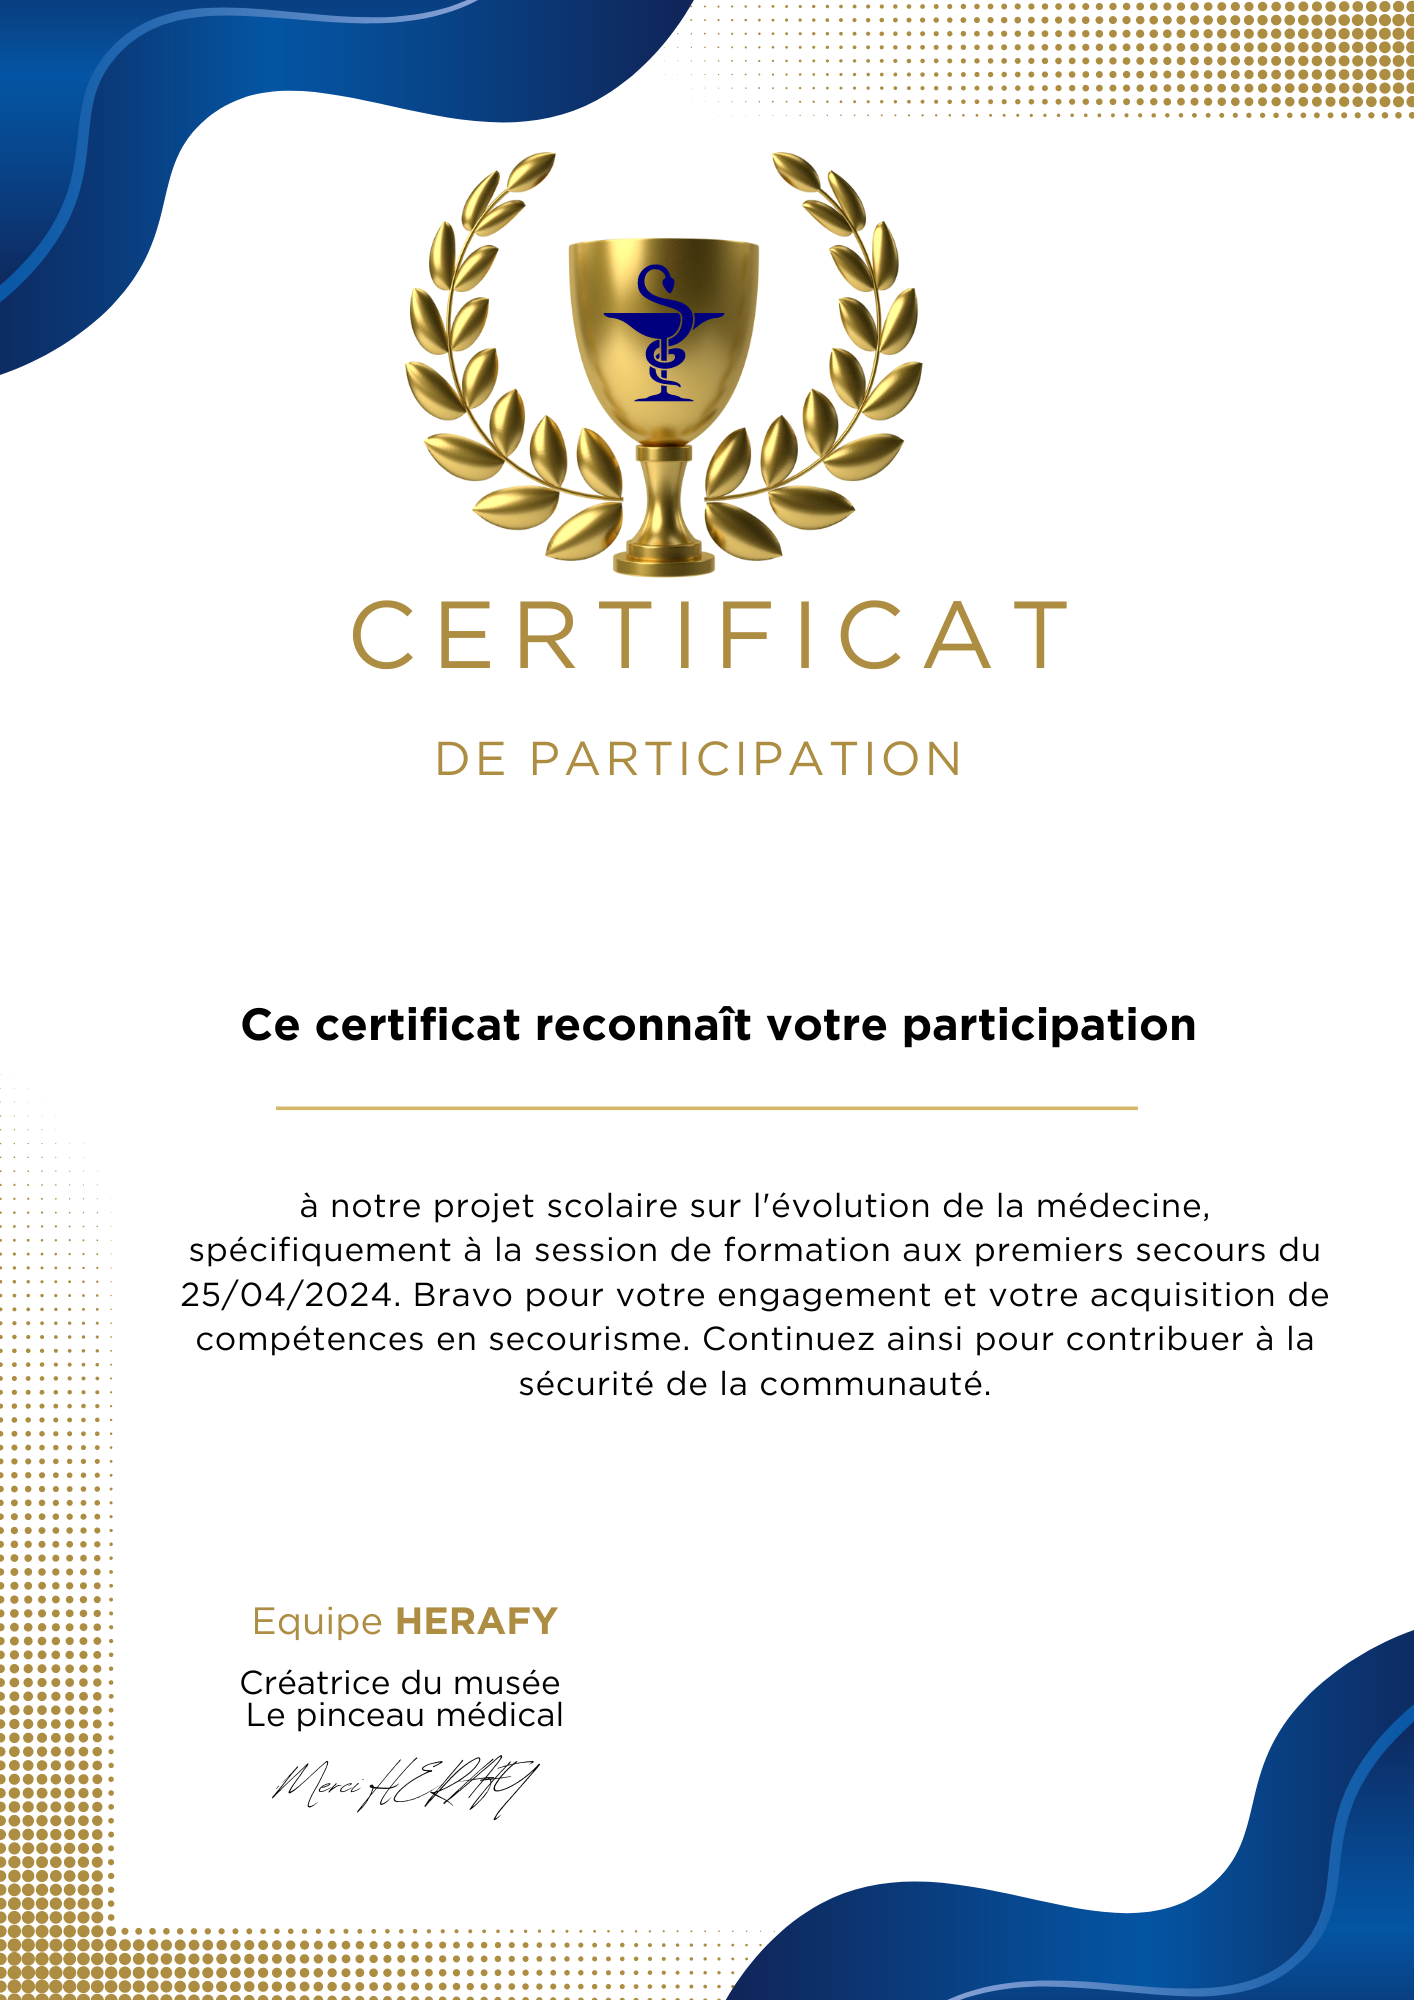 CERTIFICAT
DE PARTICIPATION
Ce certificat reconnaît votre participation
à notre projet scolaire sur l'évolution de la médecine,
spécifiquement à la session de formation aux premiers secours du
25/04/2024. Bravo pour votre engagement et votre acquisition de
compétences en secourisme. Continuez ainsi pour contribuer à la
sécurité de la communauté.
Equipe HERAFY
Créatrice du musée
Le pinceau médical
Merci HERAFY